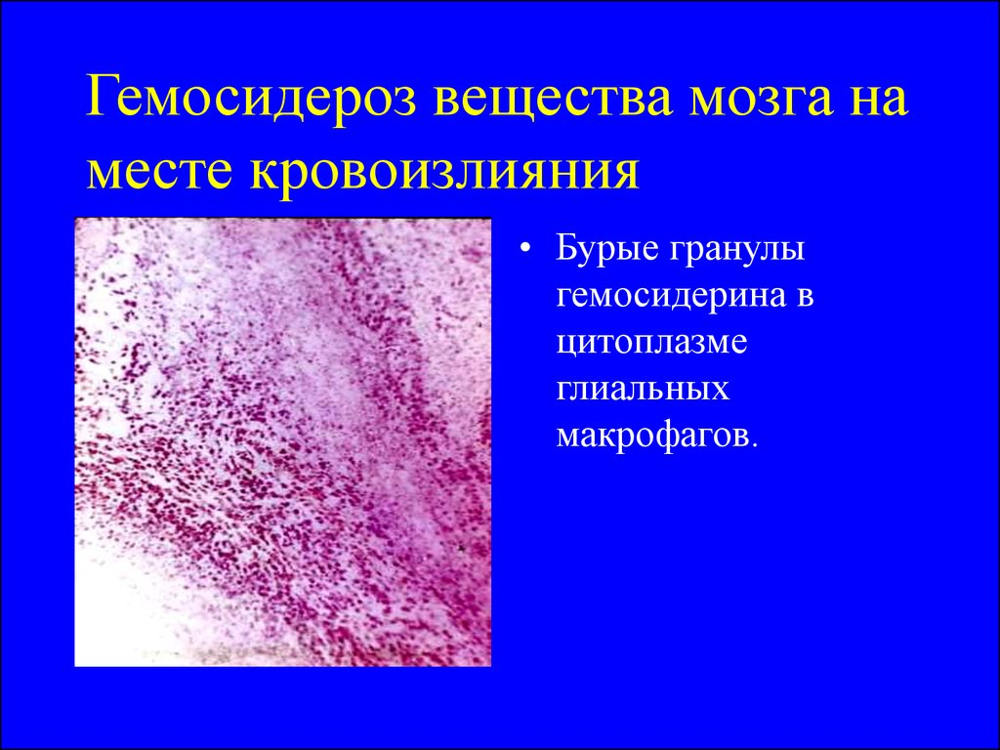 Гемосидероз вещества мозга на
месте кровоизлияния
• Бурые гранулы
гемосидерина в
цитоплазме
глиальных
макрофагов.